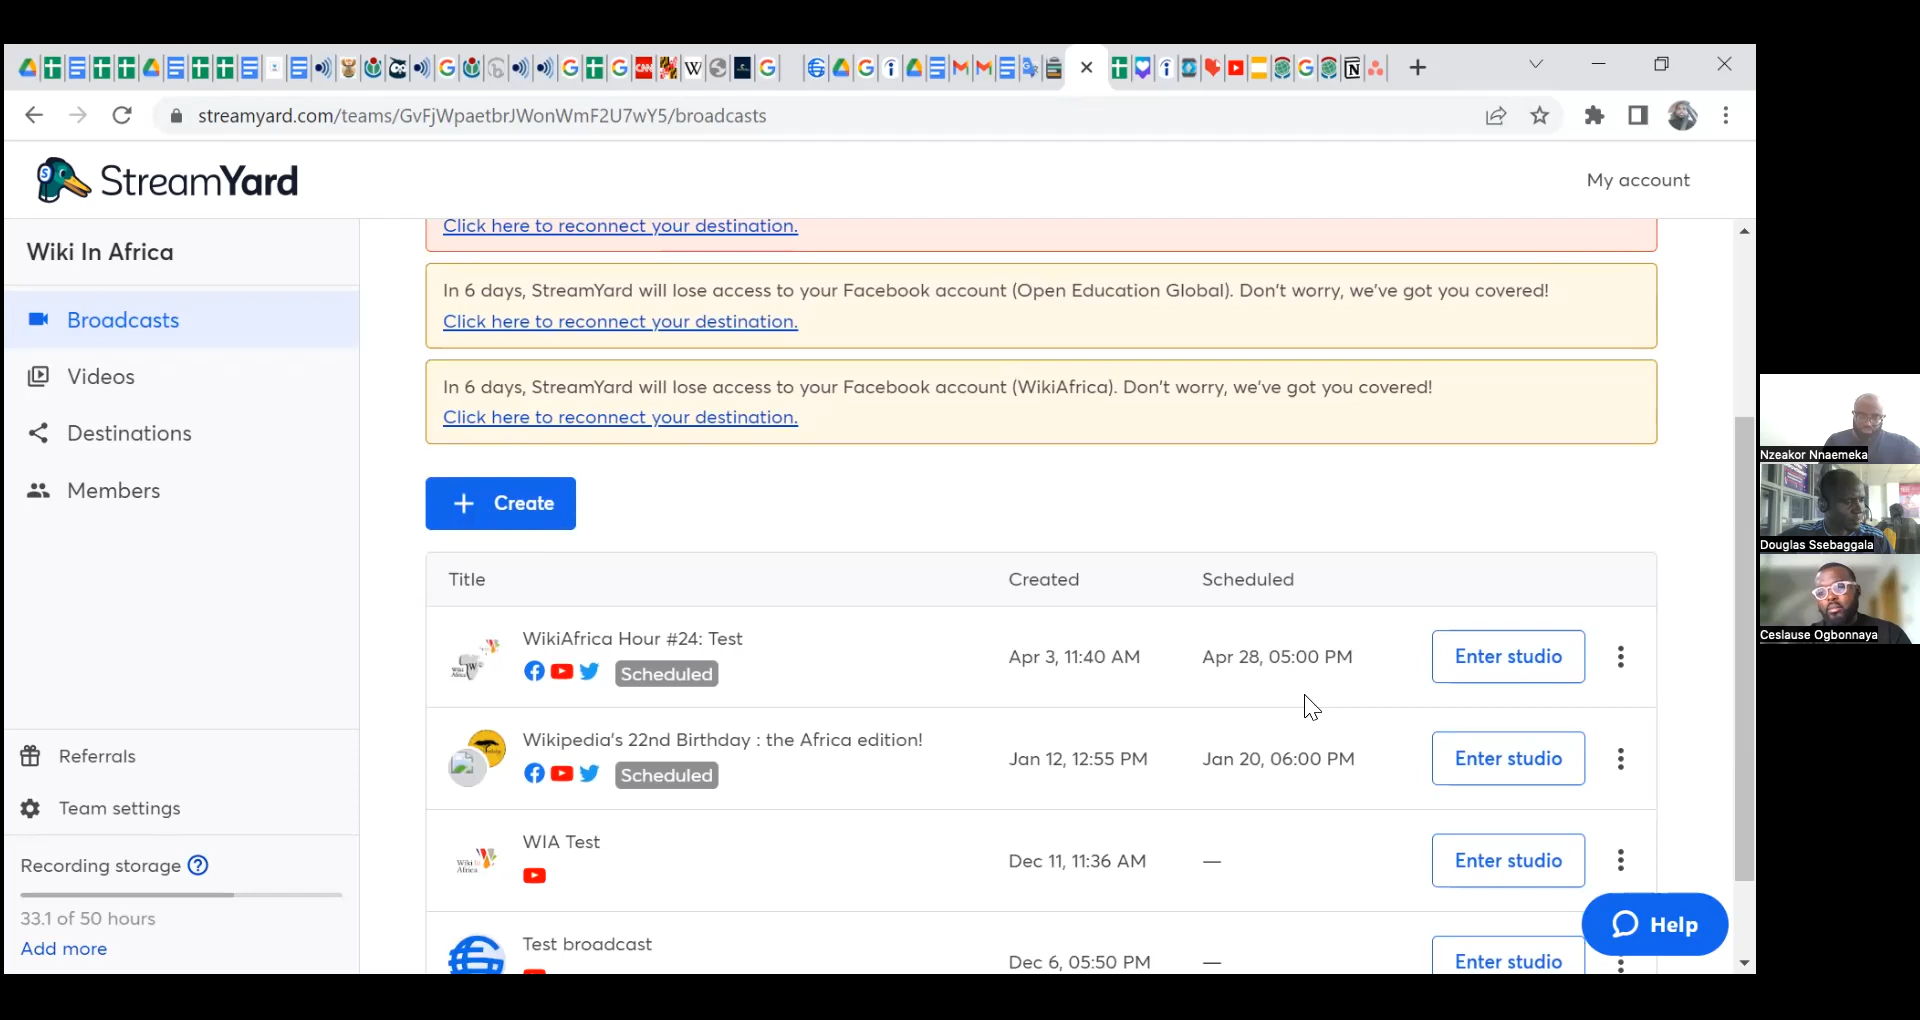 streamyard.com/teams/GvFjWpaetbrJWonWmF2U7wY5/broadcasts
StreamYard
My account
Wiki In Africa
Broadcasts
Videos
Destinations
Members
Referrals
Team settings
Recording storage
33.1 of 50 hours
Add more
Click here to reconnect your destination.
In 6 days, StreamYard will lose access to your Facebook account (Open Education Global). Don't worry, we've got you covered!
Click here to reconnect your destination.
In 6 days, StreamYard will lose access to your Facebook account (WikiAfrica). Don't worry, we've got you covered!
Click here to reconnect your destination.
+ Create
Title Created Scheduled
WikiAfrica Hour #24: Test
Scheduled
Apr 3, 11:40 AM Apr 28, 05:00 PM Enter studio
Wikipedia's 22nd Birthday : the Africa edition!
Scheduled
Jan 12, 12:55 PM Jan 20, 06:00 PM Enter studio
WIA Test
Dec 11, 11:36 AM — Enter studio
Test broadcast
Dec 6, 05:50 PM — Enter studio
Help
Nzeakor Nnaemeka
Douglas Ssebaggala
Ceslause Ogbonnaya